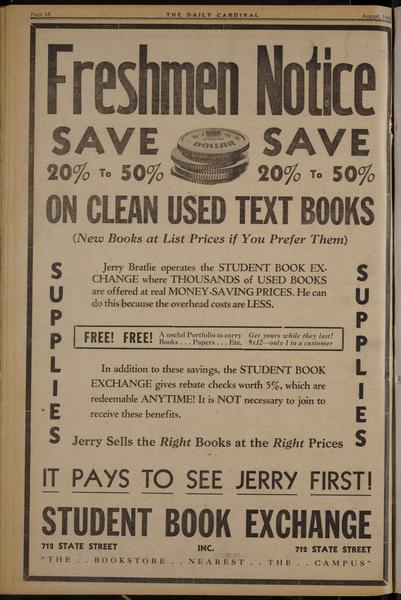 Page 18 THE DAILY CARDINAL August,
Freshmen Notice
SAVE SAVE
DOLLAR
20% To 50% 20% To 50%
ON CLEAN USED TEXT BOOKS
(New Books at List Prices if You Prefer Them)
SUPPLIES
Jerry Bratlie operates the STUDENT BOOK EX-
CHANGE where THOUSANDS of USED BOOKS
are offered at real MONEY-SAVING PRICES. He can
do this because the overhead costs are LESS.
FREE! FREE! A useful Portfolio to carry Get yours while they last!
Books . . . Papers . . . Etc. 9x12—only 1 to a customer
In addition to these savings, the STUDENT BOOK
EXCHANGE gives rebate checks worth 5%, which are
redeemable ANYTIME! It is NOT necessary to join to
receive these benefits.
SUPPLIES
Jerry Sells the Right Books at the Right Prices
IT PAYS TO SEE JERRY FIRST!
STUDENT BOOK EXCHANGE
712 STATE STREET INC. 712 STATE STREET
"THE . . BOOKSTORE . . NEAREST . . THE . . CAMPUS"